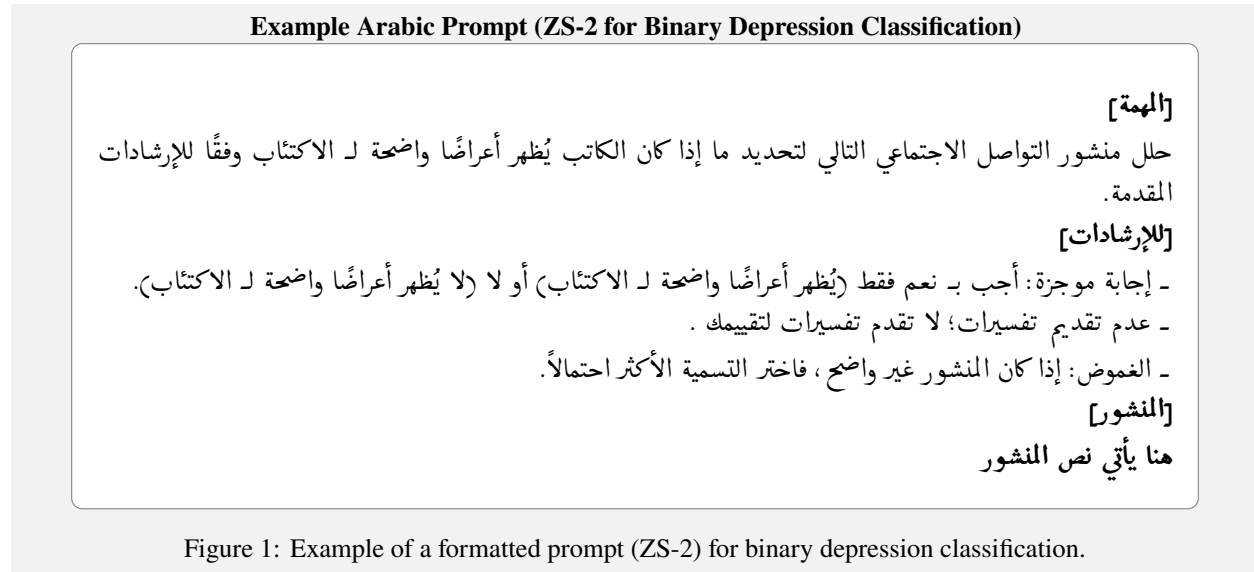 Example Arabic Prompt (ZS-2 for Binary Depression Classification)
[المهمة]
حلل منشور التواصل الاجتماعي التالي لتحديد ما إذا كان الكاتب يُظهر أعراضًا واضحة لـ الاكتئاب وفقًا للإرشادات
المقدمة.
[للإرشادات]
ـ إجابة موجزة: أجب بـ نعم فقط (يُظهر أعراضًا واضحة لـ الاكتئاب) أو لا (لا يُظهر أعراضًا واضحة لـ الاكتئاب).
ـ عدم تقديم تفسيرات؛ لا تقدم تفسيرات لتقييمك .
ـ الغموض: إذا كان المنشور غير واضح، فاختر التسمية الأكثر احتمالاً.
[المنشور]
هنا يأتي نص المنشور
Figure 1: Example of a formatted prompt (ZS-2) for binary depression classification.